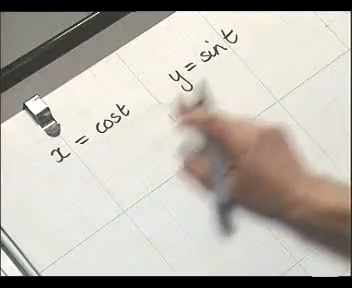 x = cost y = sint